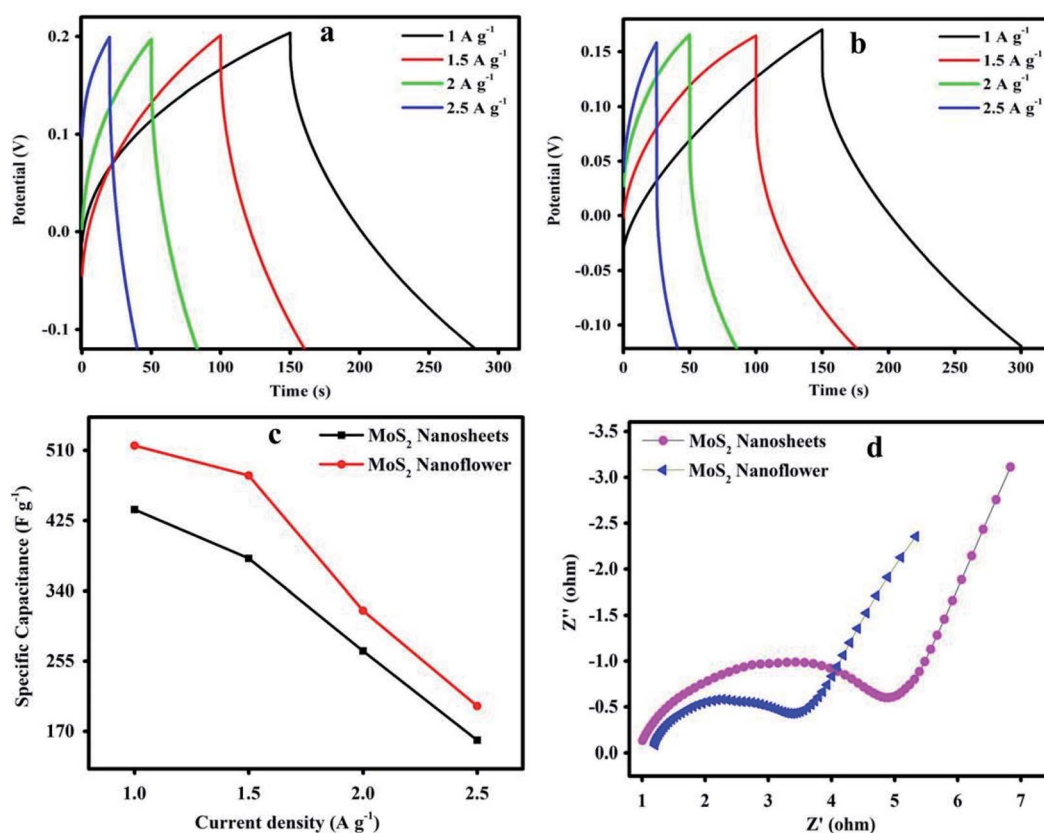 a
1 A g⁻¹
1.5 A g⁻¹
2 A g⁻¹
2.5 A g⁻¹
0.2
0.1
0.0
-0.1
Potential (V)
0 50 100 150 200 250 300
Time (s)
b
1 A g⁻¹
1.5 A g⁻¹
2 A g⁻¹
2.5 A g⁻¹
0.15
0.10
0.05
0.00
-0.05
-0.10
Potential (V)
0 50 100 150 200 250 300
Time (s)
c
MoS₂ Nanosheets
MoS₂ Nanoflower
510
425
340
255
170
Specific Capacitance (F g⁻¹)
1.0 1.5 2.0 2.5
Current density (A g⁻¹)
d
MoS₂ Nanosheets
MoS₂ Nanoflower
-3.5
-3.0
-2.5
-2.0
-1.5
-1.0
-0.5
0.0
Z'' (ohm)
1 2 3 4 5 6 7
Z' (ohm)